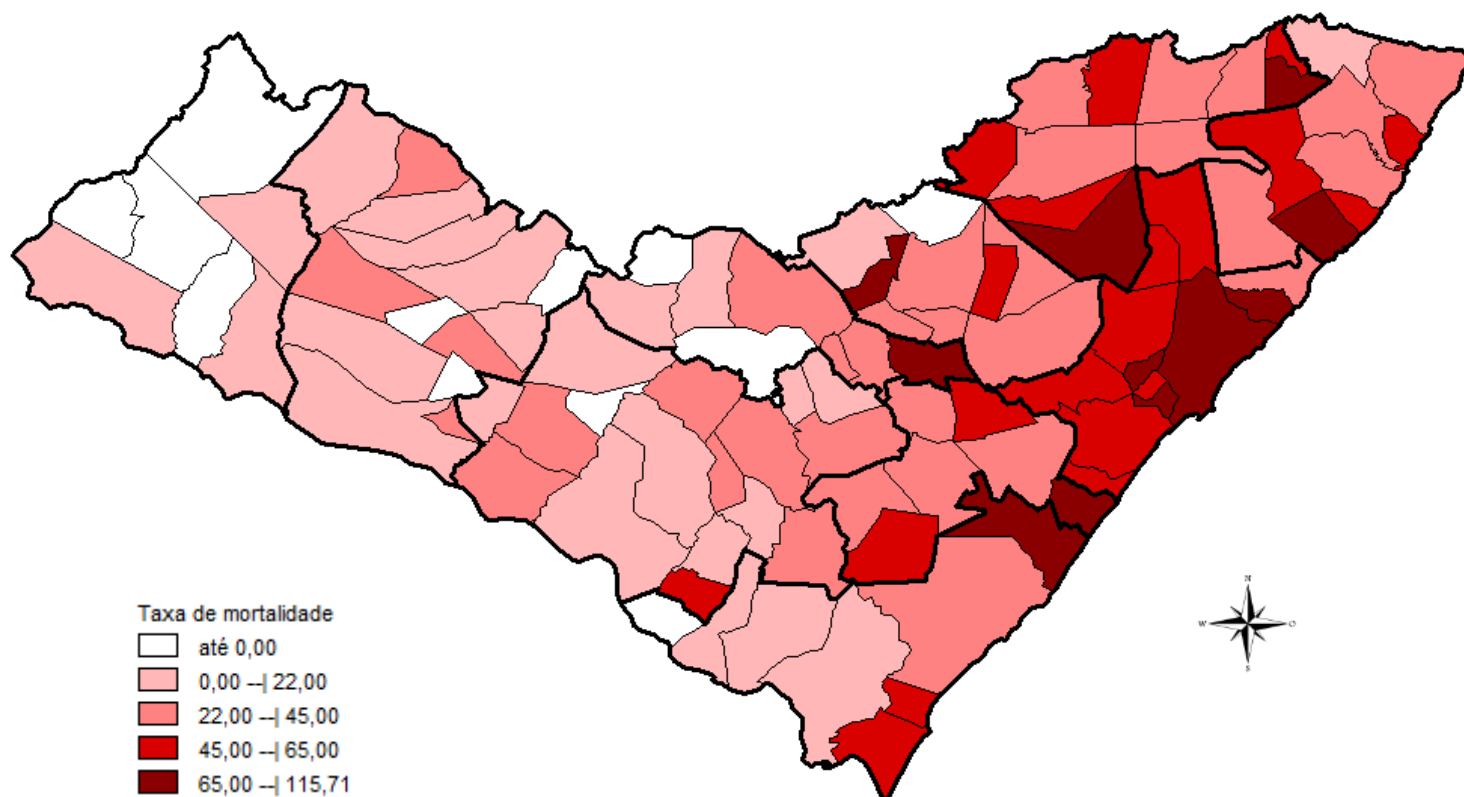 Taxa de mortalidade
até 0,00
0,00 --| 22,00
22,00 --| 45,00
45,00 --| 65,00
65,00 --| 115,71
N
W
O
S